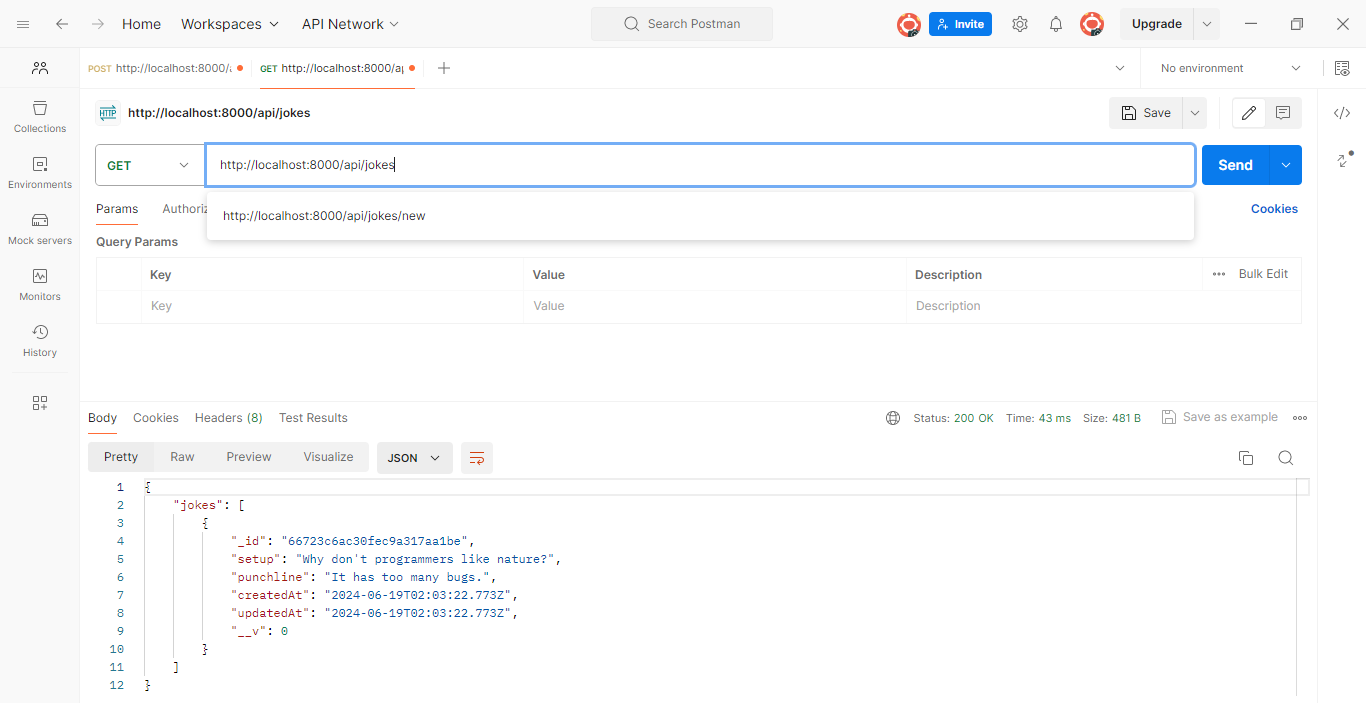 Home Workspaces API Network Search Postman Invite Upgrade
POST http://localhost:8000/a GET http://localhost:8000/ap No environment
HTTP http://localhost:8000/api/jokes Save
Collections
GET http://localhost:8000/api/jokes Send
Environments
Params Authoriz Cookies
http://localhost:8000/api/jokes/new
Mock servers
Query Params
Key Value Description Bulk Edit
Monitors
Key Value Description
History
Body Cookies Headers (8) Test Results Status: 200 OK Time: 43 ms Size: 481 B Save as example
Pretty Raw Preview Visualize JSON
1 {
2 "jokes": [
3 {
4 "_id": "66723c6ac30fec9a317aa1be",
5 "setup": "Why don't programmers like nature?",
6 "punchline": "It has too many bugs.",
7 "createdAt": "2024-06-19T02:03:22.773Z",
8 "updatedAt": "2024-06-19T02:03:22.773Z",
9 "__v": 0
10 }
11 ]
12 }